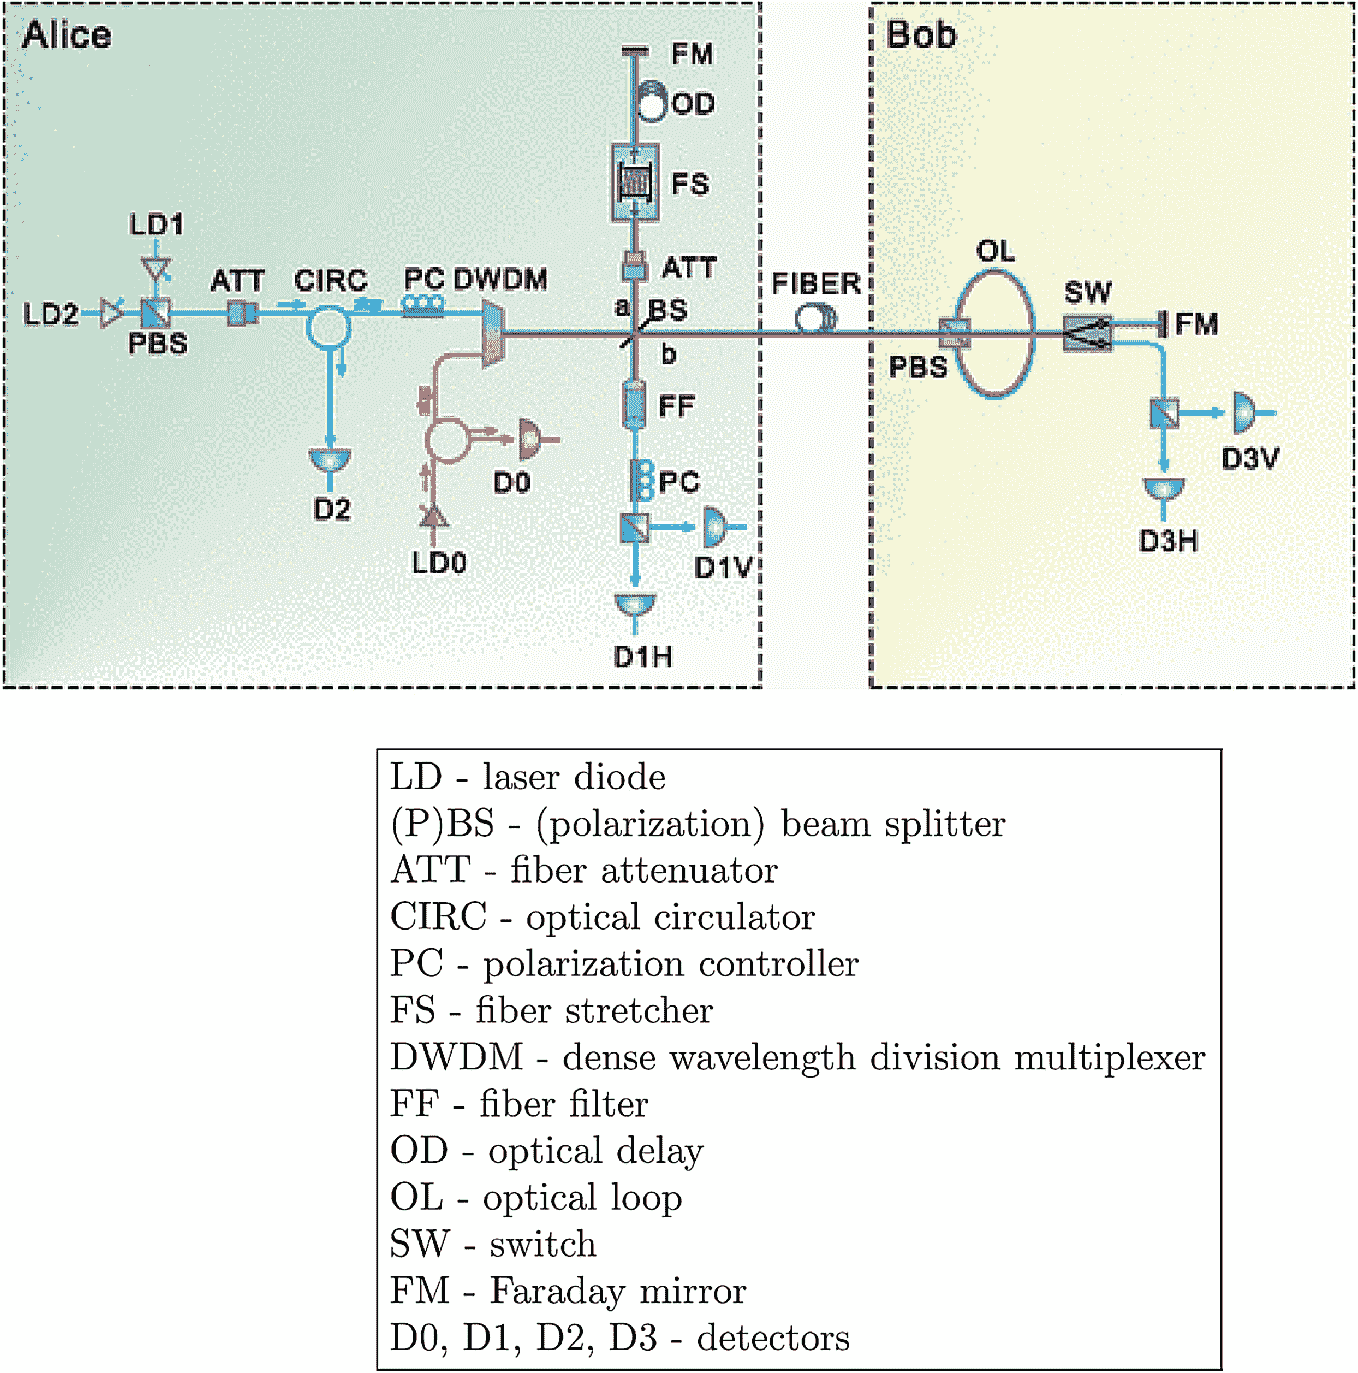 Alice
Bob
FM
OD
FS
LD1
ATT
CIRC
PC
DWDM
ATT
FIBER
OL
SW
LD2
PBS
a
BS
b
FM
PBS
FF
D3V
D0
PC
D2
LD0
D1V
D3H
D1H
LD - laser diode
(P)BS - (polarization) beam splitter
ATT - fiber attenuator
CIRC - optical circulator
PC - polarization controller
FS - fiber stretcher
DWDM - dense wavelength division multiplexer
FF - fiber filter
OD - optical delay
OL - optical loop
SW - switch
FM - Faraday mirror
D0, D1, D2, D3 - detectors